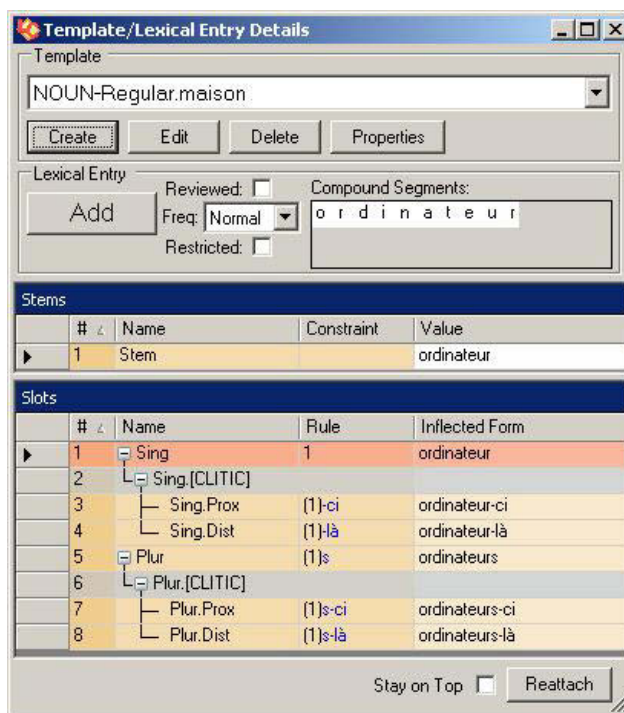 Template/Lexical Entry Details
Template
NOUN-Regular.maison
Create Edit Delete Properties
Lexical Entry
Reviewed: Compound Segments:
Add Freq: Normal o r d i n a t e u r
Restricted:
Stems
# Name Constraint Value
1 Stem ordinateur
Slots
# Name Rule Inflected Form
1 Sing 1 ordinateur
2 Sing.[CLITIC]
3 Sing.Prox (1)-ci ordinateur-ci
4 Sing.Dist (1)-là ordinateur-là
5 Plur (1)s ordinateurs
6 Plur.[CLITIC]
7 Plur.Prox (1)s-ci ordinateurs-ci
8 Plur.Dist (1)s-là ordinateurs-là
Stay on Top Reattach